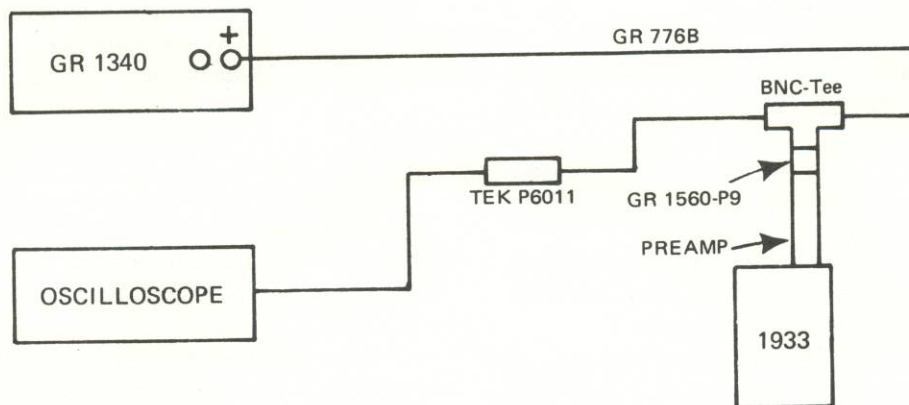 GR 1340
+
GR 776B
BNC-Tee
TEK P6011
GR 1560-P9
PREAMP
OSCILLOSCOPE
1933